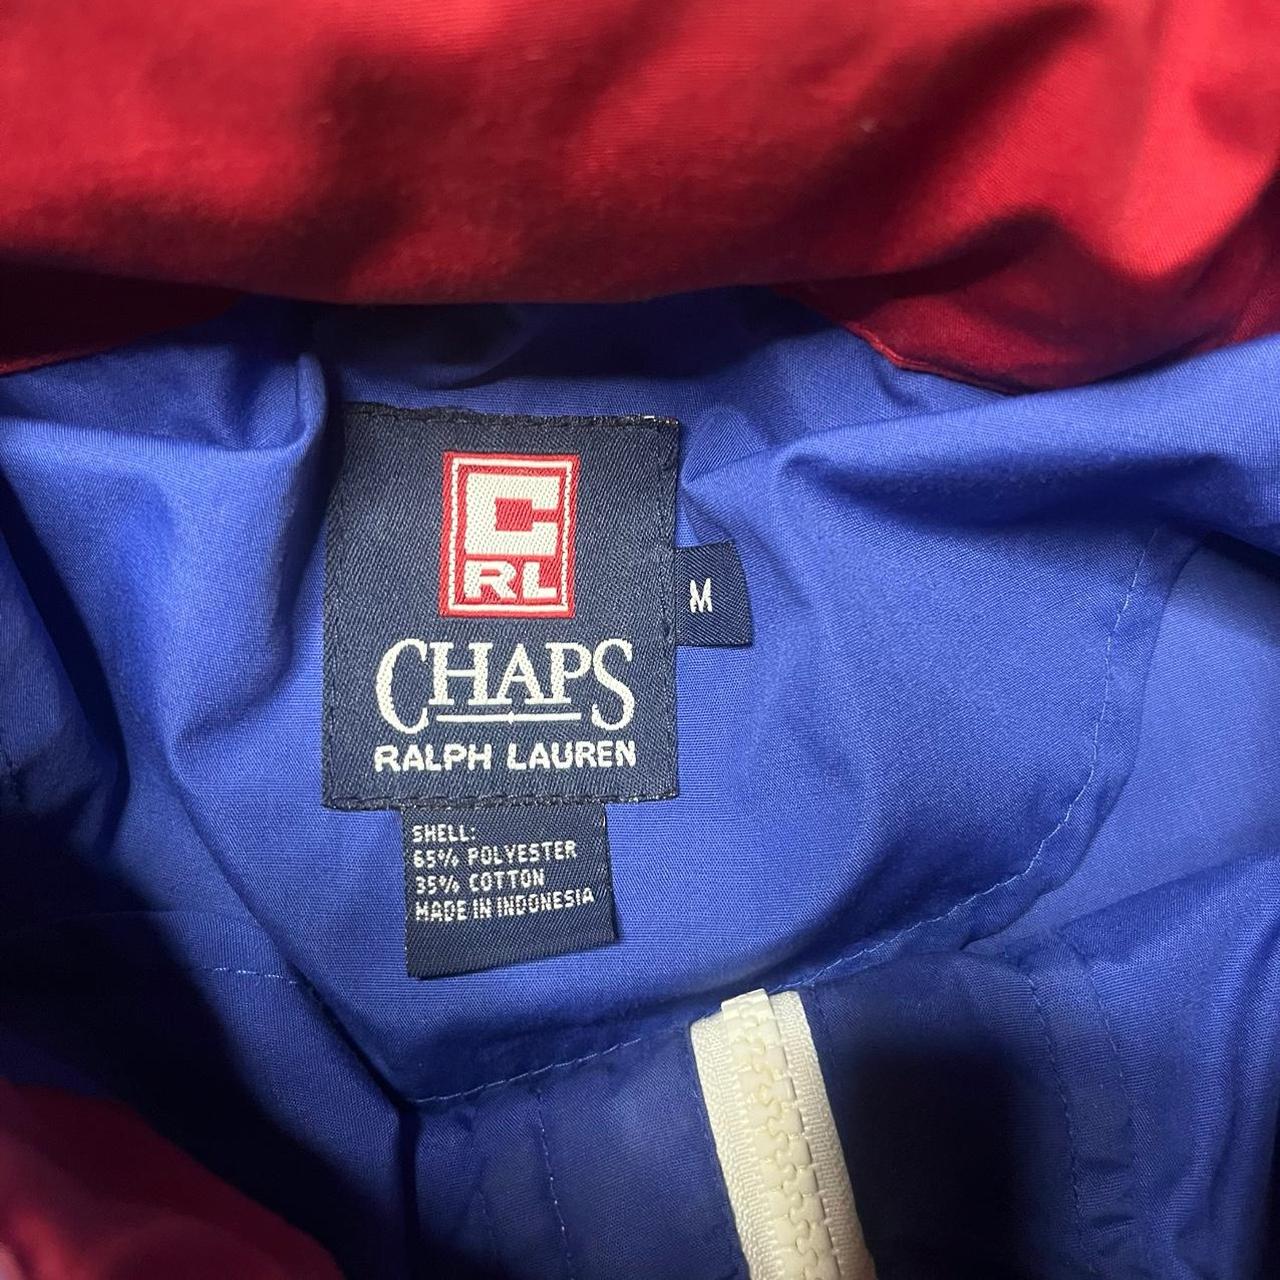 C
RL
CHAPS
RALPH LAUREN
M
SHELL:
65% POLYESTER
35% COTTON
MADE IN INDONESIA